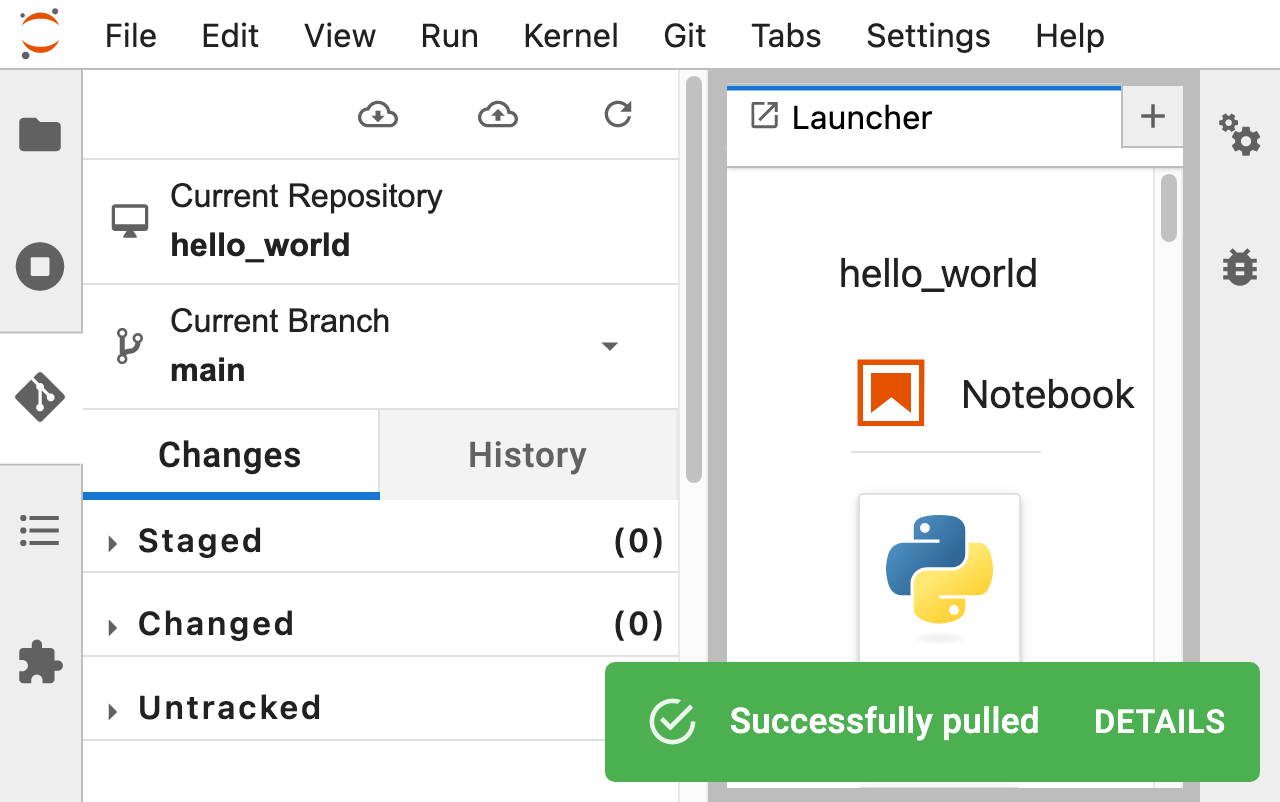 File Edit View Run Kernel Git Tabs Settings Help
Launcher
Current Repository
hello_world
Current Branch
main
Changes History
Staged (0)
Changed (0)
Untracked
hello_world
Notebook
Successfully pulled DETAILS